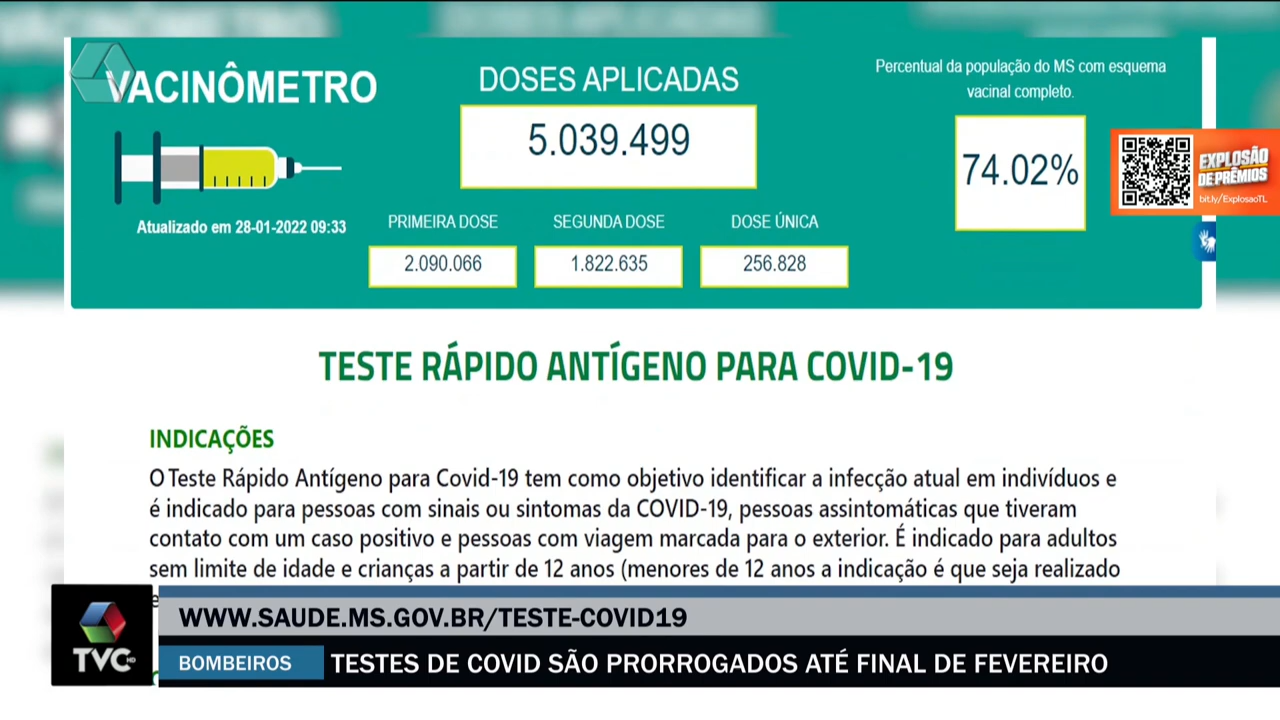 VACINÔMETRO
Atualizado em 28-01-2022 09:33
DOSES APLICADAS
5.039.499
PRIMEIRA DOSE
2.090.066
SEGUNDA DOSE
1.822.635
DOSE ÚNICA
256.828
Percentual da população do MS com esquema
vacinal completo.
74.02%
EXPLOSÃO
DE PRÊMIOS
bit.ly/ExplosaoTL
TESTE RÁPIDO ANTÍGENO PARA COVID-19
INDICAÇÕES
O Teste Rápido Antígeno para Covid-19 tem como objetivo identificar a infecção atual em indivíduos e
é indicado para pessoas com sinais ou sintomas da COVID-19, pessoas assintomáticas que tiveram
contato com um caso positivo e pessoas com viagem marcada para o exterior. É indicado para adultos
sem limite de idade e crianças a partir de 12 anos (menores de 12 anos a indicação é que seja realizado
WWW.SAUDE.MS.GOV.BR/TESTE-COVID19
TVC HD
BOMBEIROS TESTES DE COVID SÃO PRORROGADOS ATÉ FINAL DE FEVEREIRO